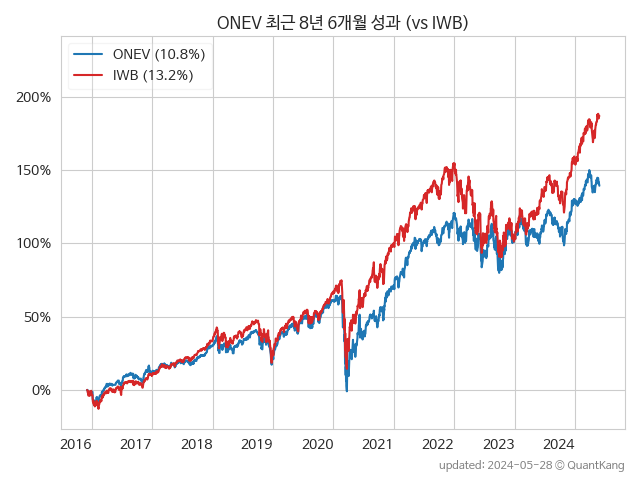 ONEV 최근 8년 6개월 성과 (vs IWB)
ONEV (10.8%)
IWB (13.2%)
200%
150%
100%
50%
0%
2016 2017 2018 2019 2020 2021 2022 2023 2024
updated: 2024-05-28 © QuantKang